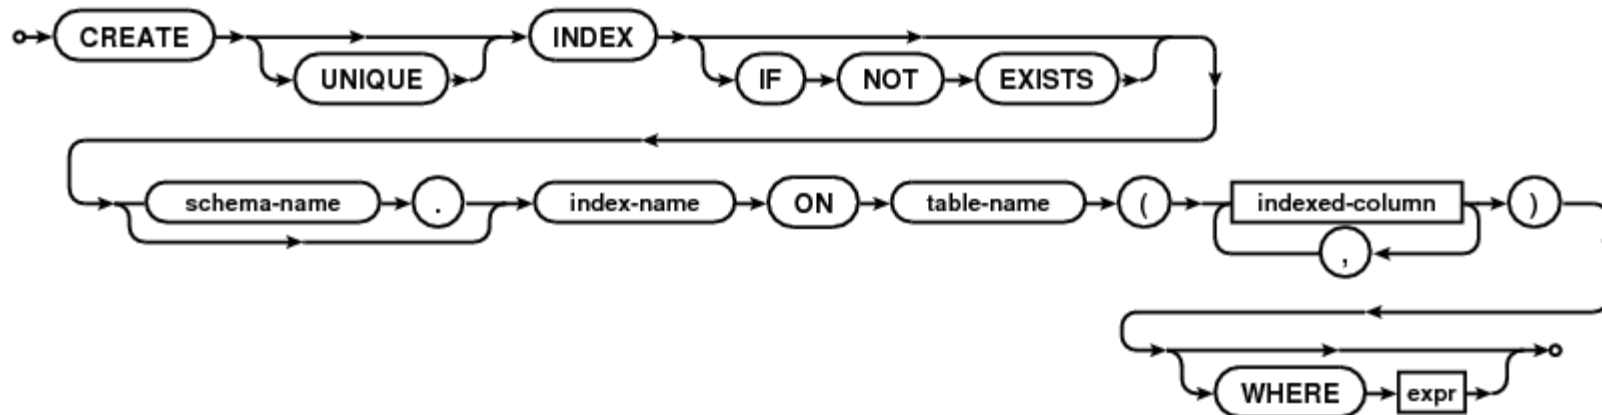 CREATE INDEX
UNIQUE IF NOT EXISTS
schema-name . index-name ON table-name ( indexed-column )
,
WHERE expr